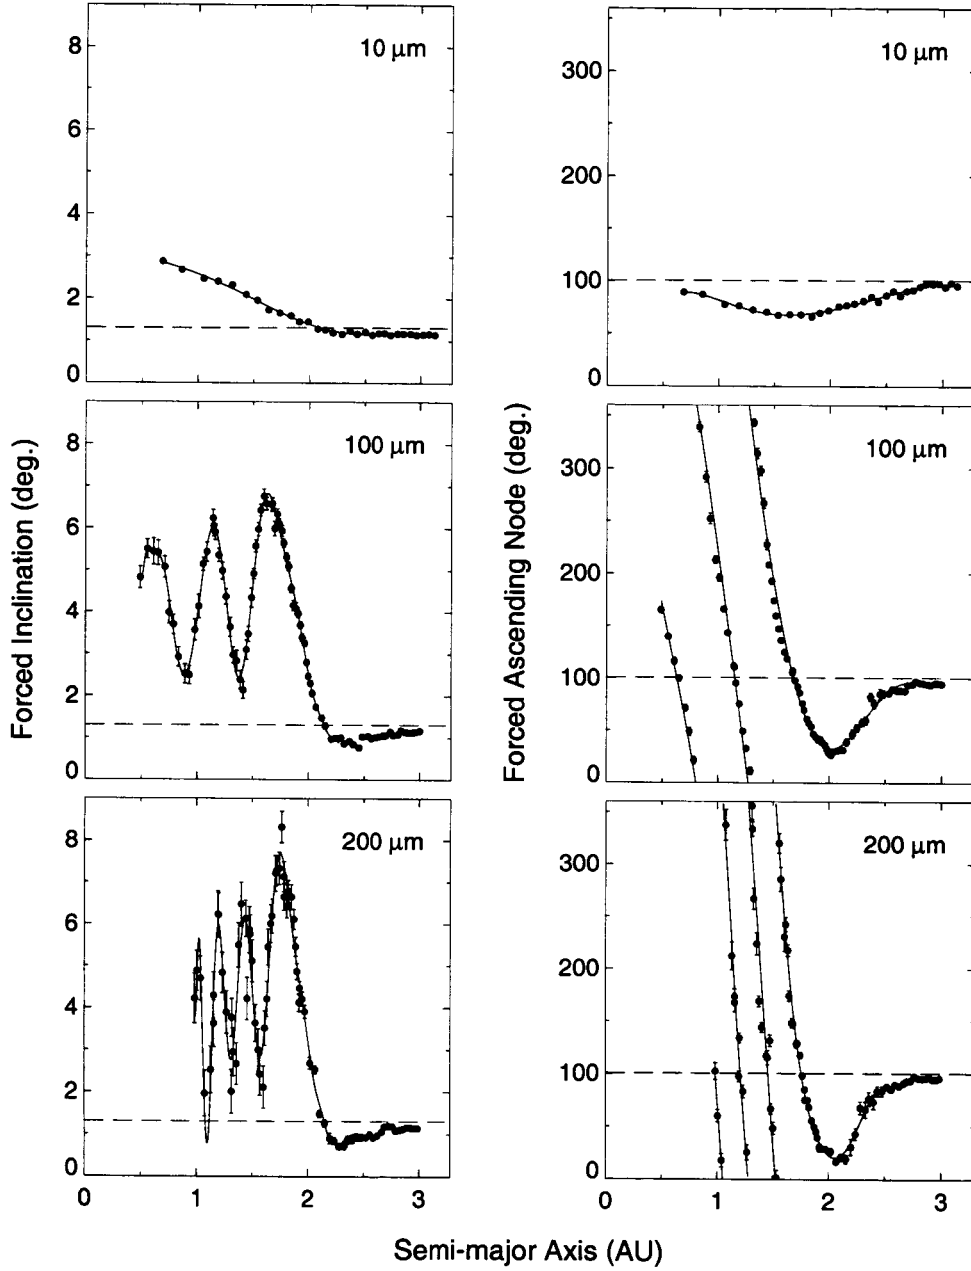 8
6
4
2
0
10 μm
300
200
100
0
10 μm
8
6
4
2
0
100 μm
300
200
100
0
100 μm
8
6
4
2
0
200 μm
300
200
100
0
200 μm
0 1 2 3
0 1 2 3
Forced Inclination (deg.)
Forced Ascending Node (deg.)
Semi-major Axis (AU)